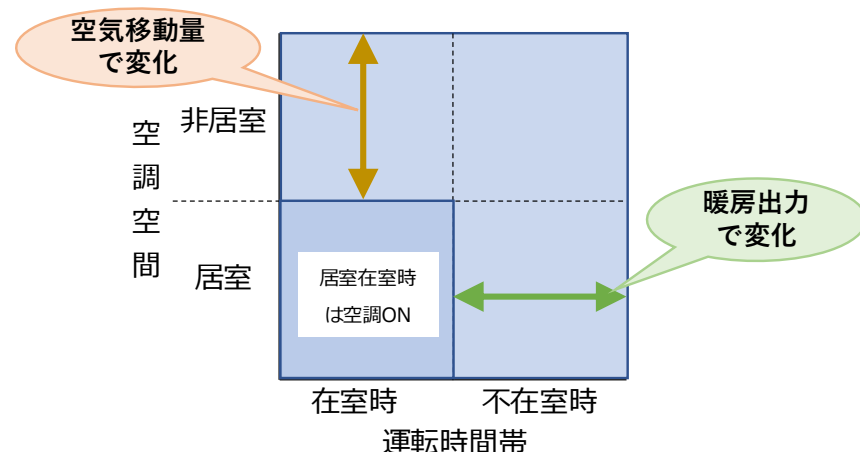 空気移動量
で変化
空調空間
非居室
居室
暖房出力
で変化
居室在室時
は空調ON
在室時
不在室時
運転時間帯